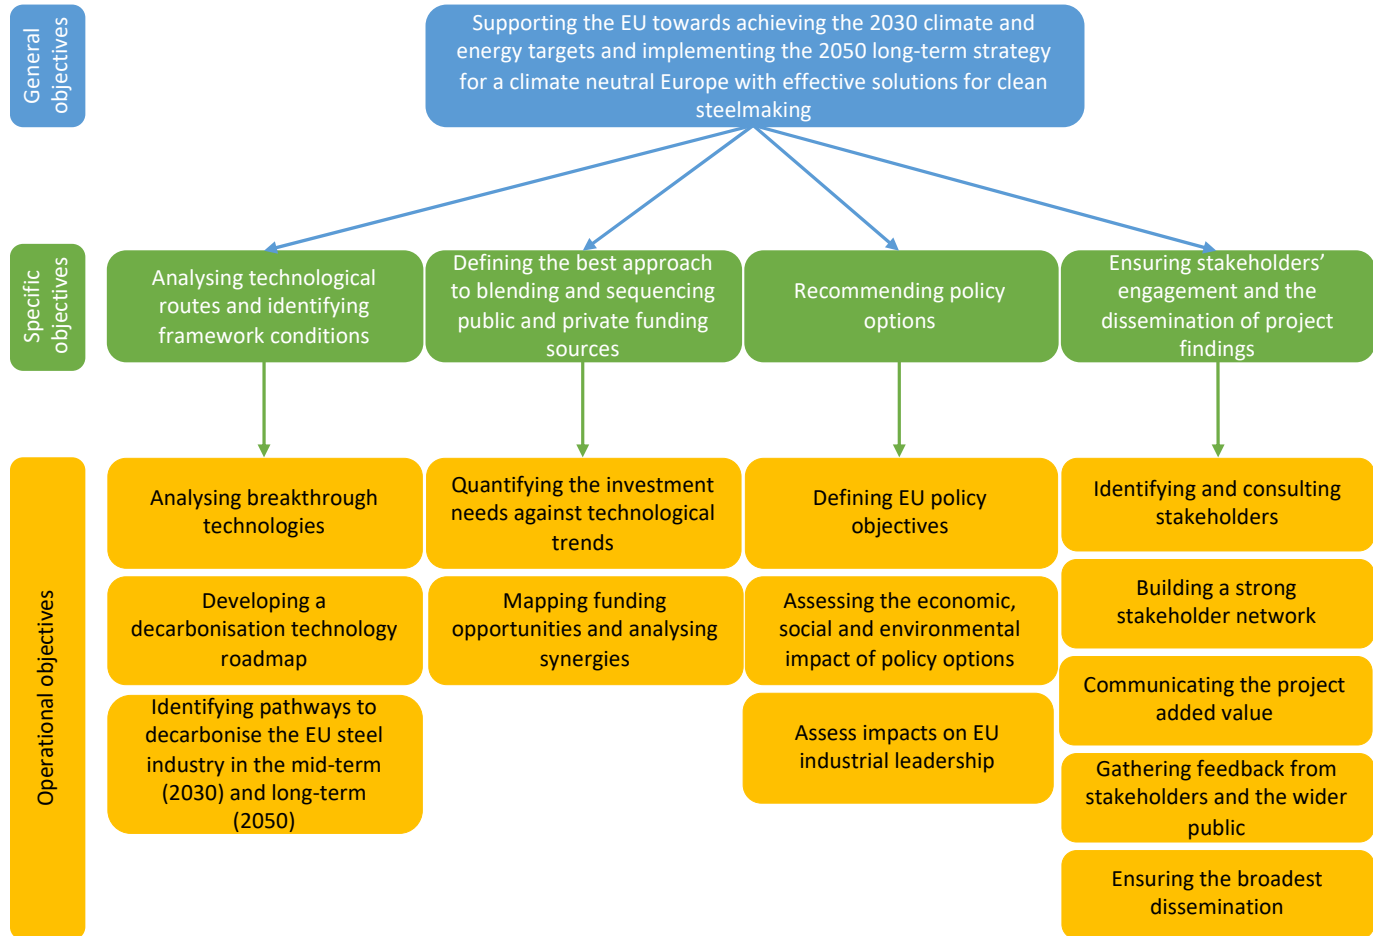 General
objectives
Supporting the EU towards achieving the 2030 climate and
energy targets and implementing the 2050 long-term strategy
for a climate neutral Europe with effective solutions for clean
steelmaking
Specific
objectives
Analysing technological
routes and identifying
framework conditions
Defining the best approach
to blending and sequencing
public and private funding
sources
Recommending policy
options
Ensuring stakeholders’
engagement and the
dissemination of project
findings
Operational objectives
Analysing breakthrough
technologies
Developing a
decarbonisation technology
roadmap
Identifying pathways to
decarbonise the EU steel
industry in the mid-term
(2030) and long-term
(2050)
Quantifying the investment
needs against technological
trends
Mapping funding
opportunities and analysing
synergies
Defining EU policy
objectives
Assessing the economic,
social and environmental
impact of policy options
Assess impacts on EU
industrial leadership
Identifying and consulting
stakeholders
Building a strong
stakeholder network
Communicating the project
added value
Gathering feedback from
stakeholders and the wider
public
Ensuring the broadest
dissemination